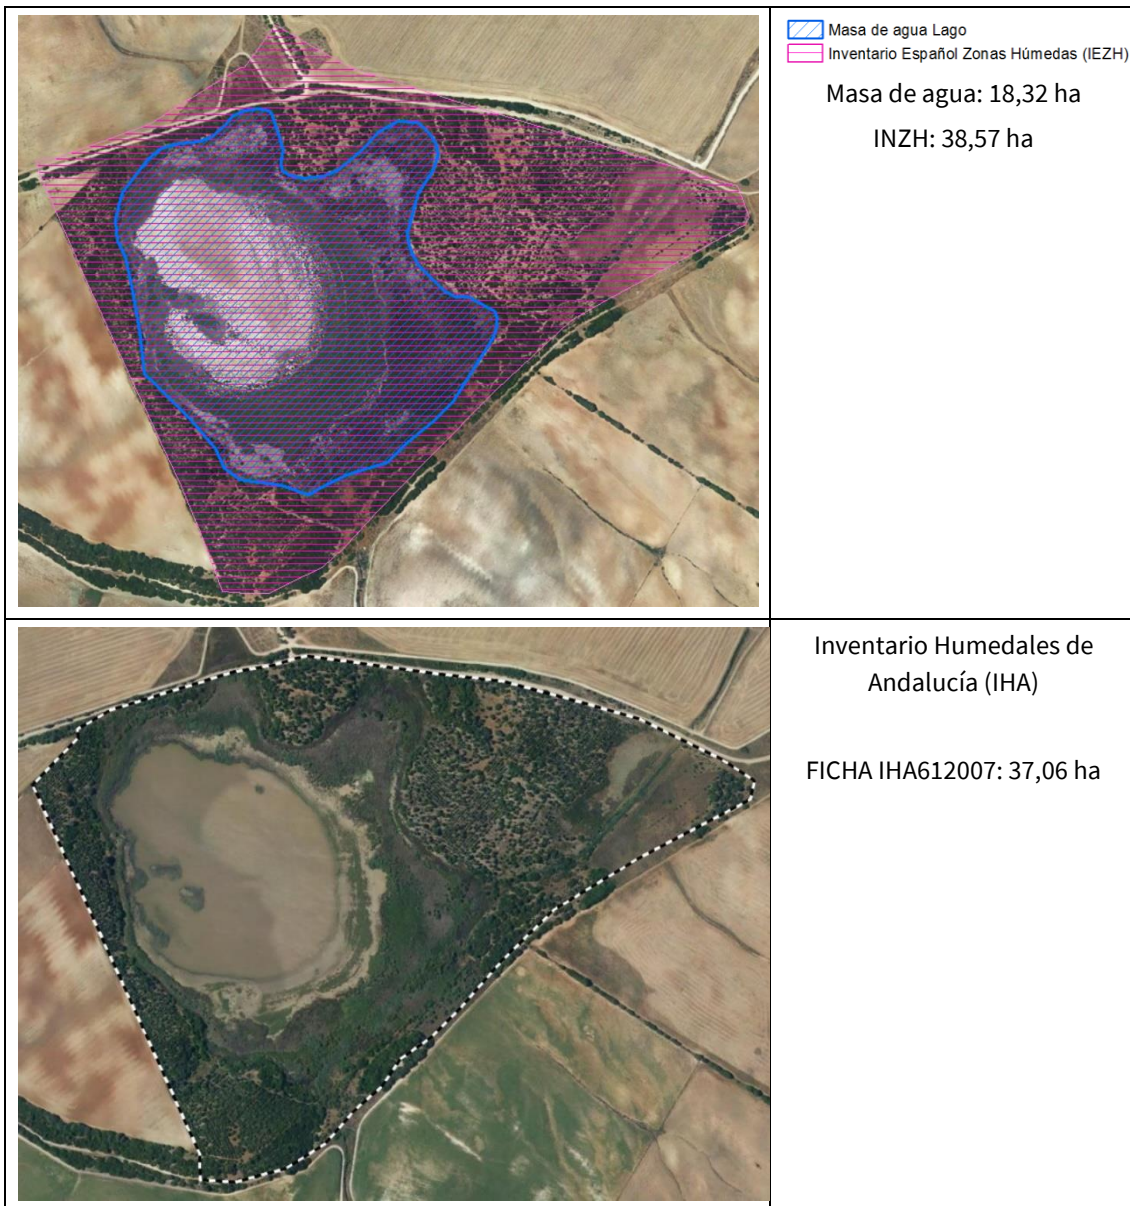 Masa de agua Lago
Inventario Español Zonas Húmedas (IEZH)
Masa de agua: 18,32 ha
INZH: 38,57 ha
Inventario Humedales de
Andalucía (IHA)
FICHA IHA612007: 37,06 ha